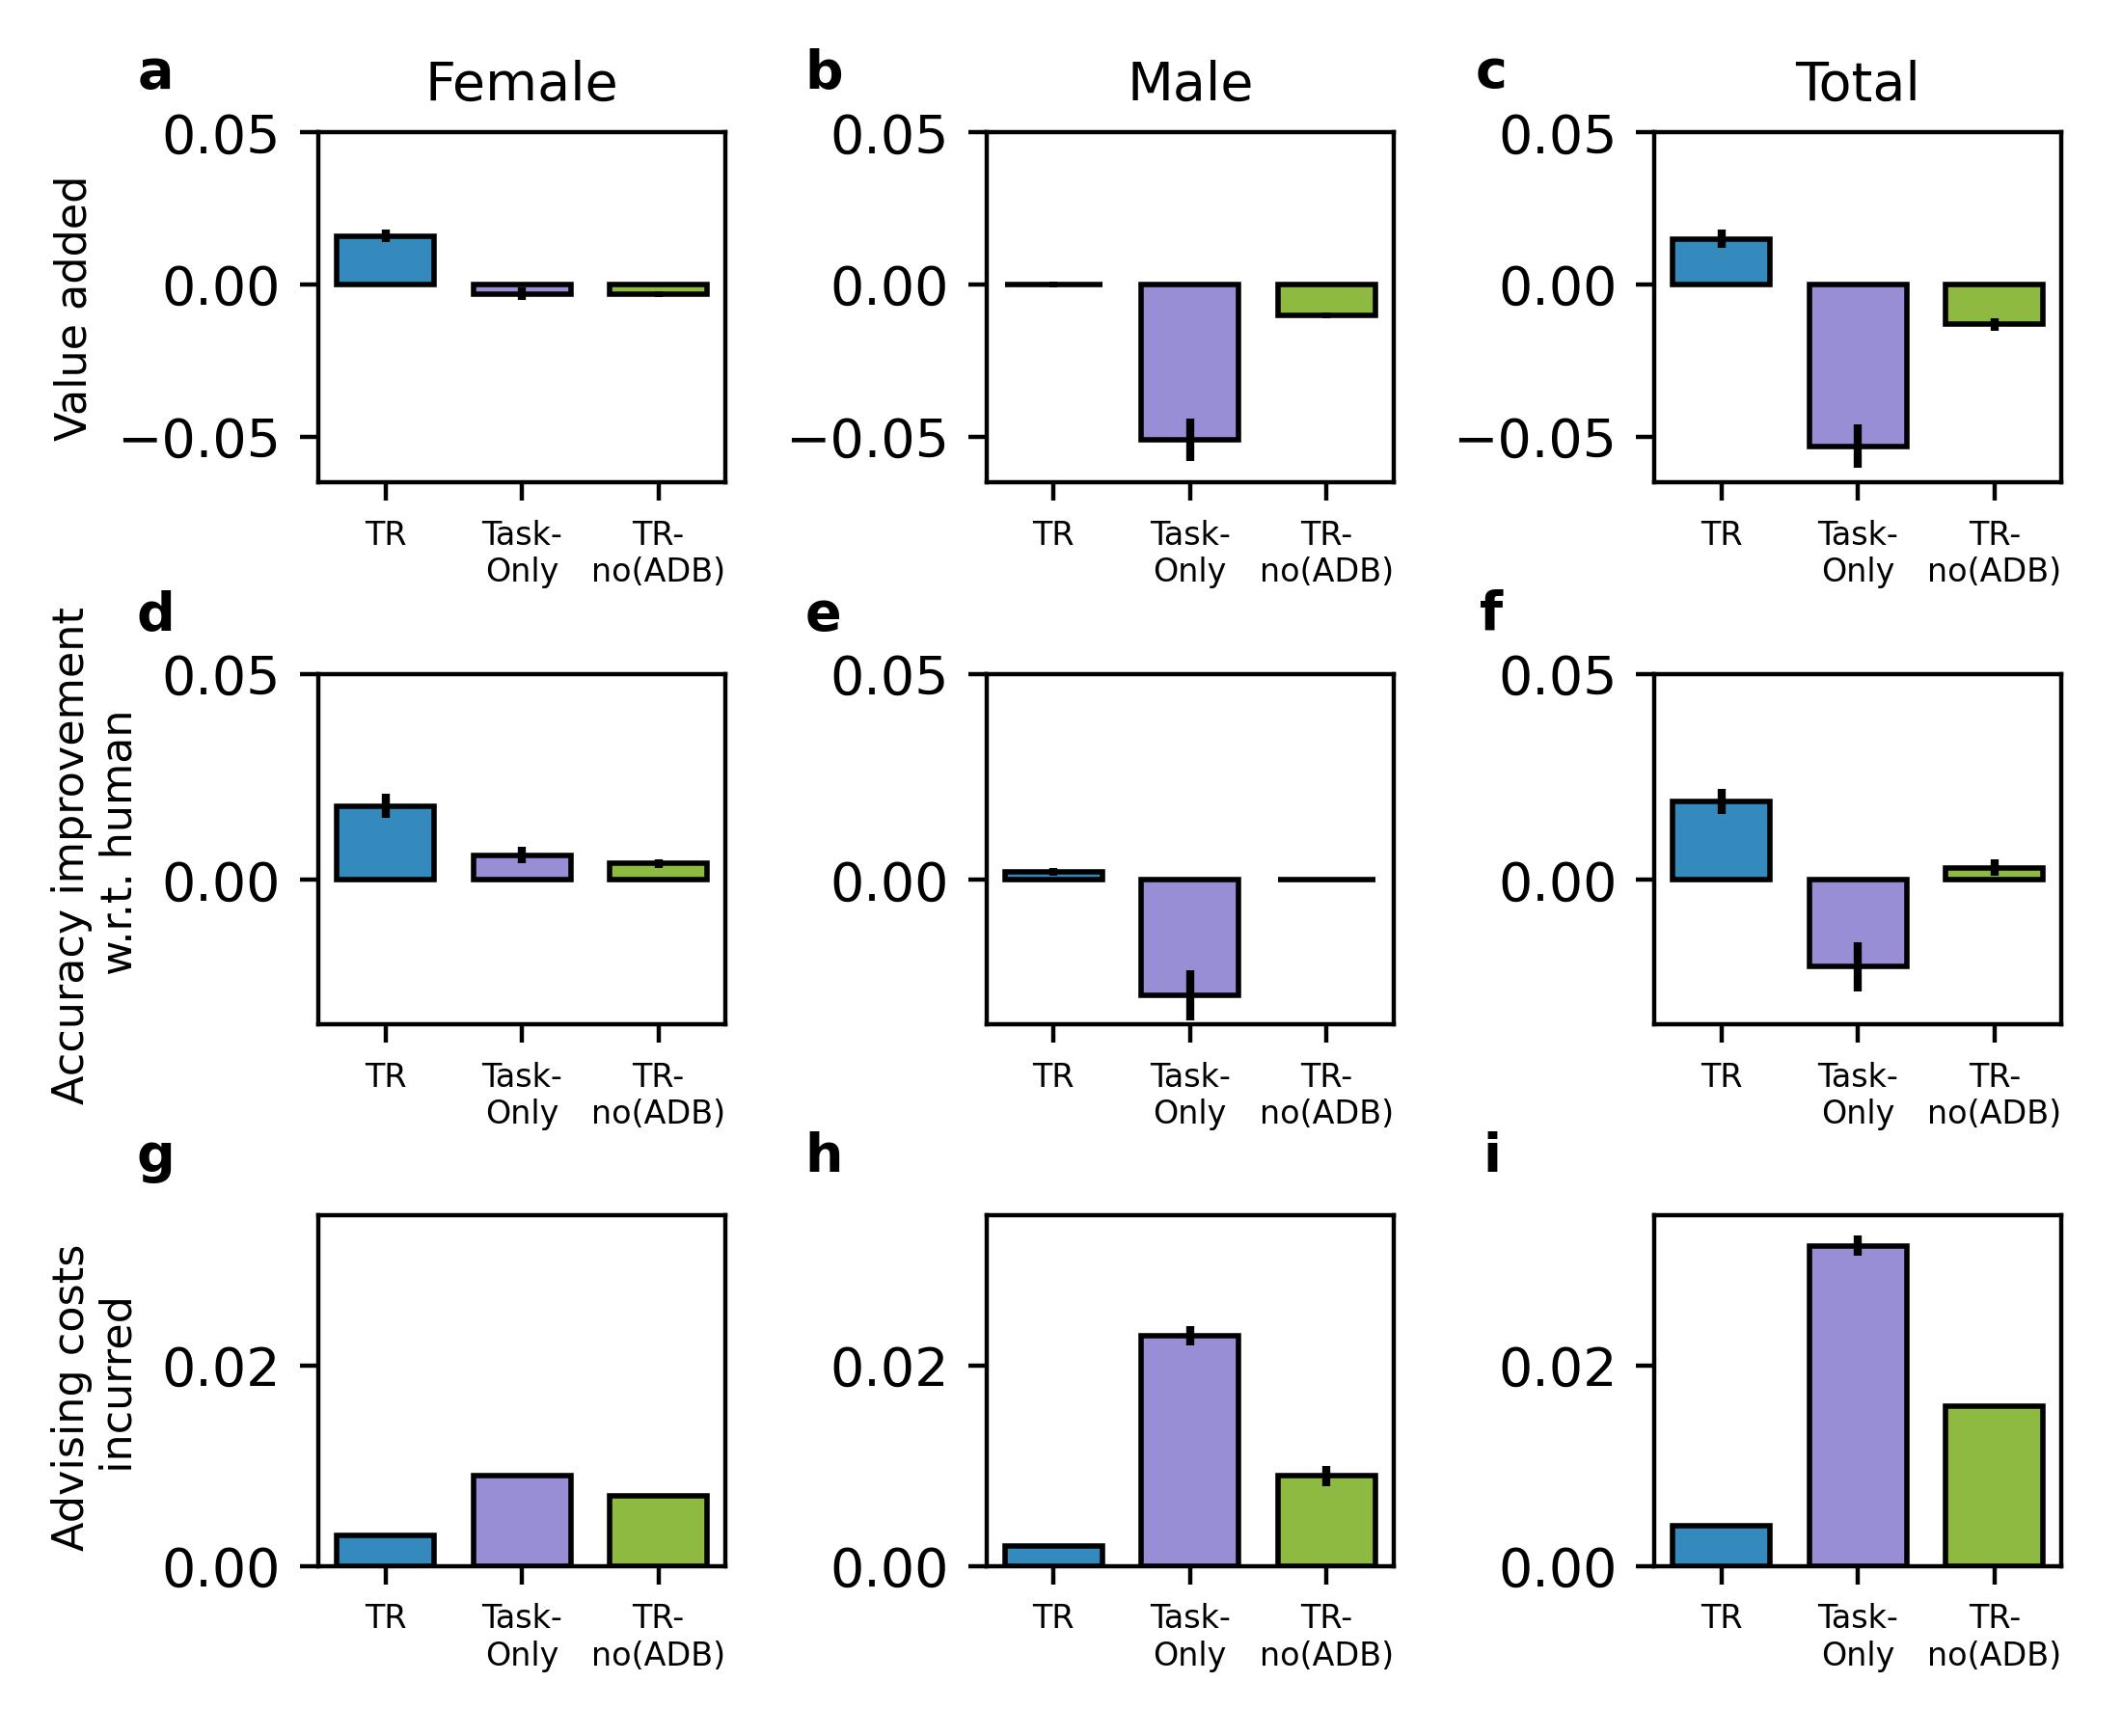 a
Female
b
Male
c
Total
Value added
0.05
0.00
−0.05
TR
Task-
Only
TR-
no(ADB)
0.05
0.00
−0.05
TR
Task-
Only
TR-
no(ADB)
0.05
0.00
−0.05
TR
Task-
Only
TR-
no(ADB)
d
e
f
Accuracy improvement
w.r.t. human
0.05
0.00
TR
Task-
Only
TR-
no(ADB)
0.05
0.00
TR
Task-
Only
TR-
no(ADB)
0.05
0.00
TR
Task-
Only
TR-
no(ADB)
g
h
i
Advising costs
incurred
0.02
0.00
TR
Task-
Only
TR-
no(ADB)
0.02
0.00
TR
Task-
Only
TR-
no(ADB)
0.02
0.00
TR
Task-
Only
TR-
no(ADB)